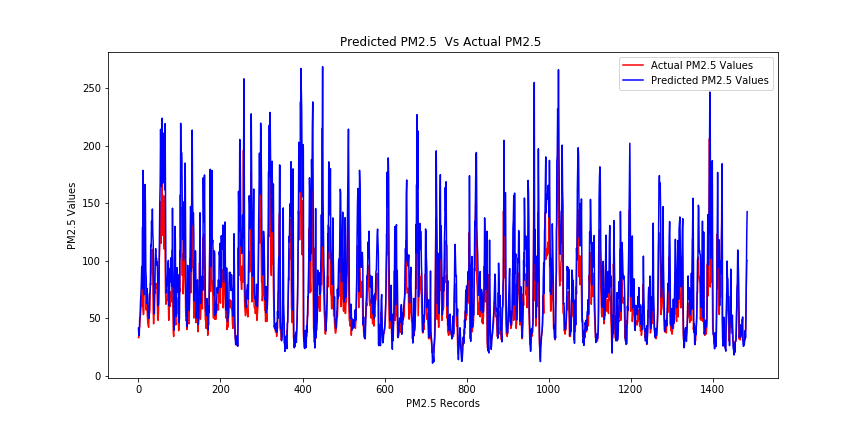 Predicted PM2.5  Vs Actual PM2.5
Actual PM2.5 Values
Predicted PM2.5 Values
PM2.5 Values
250
200
150
100
50
0
0 200 400 600 800 1000 1200 1400
PM2.5 Records